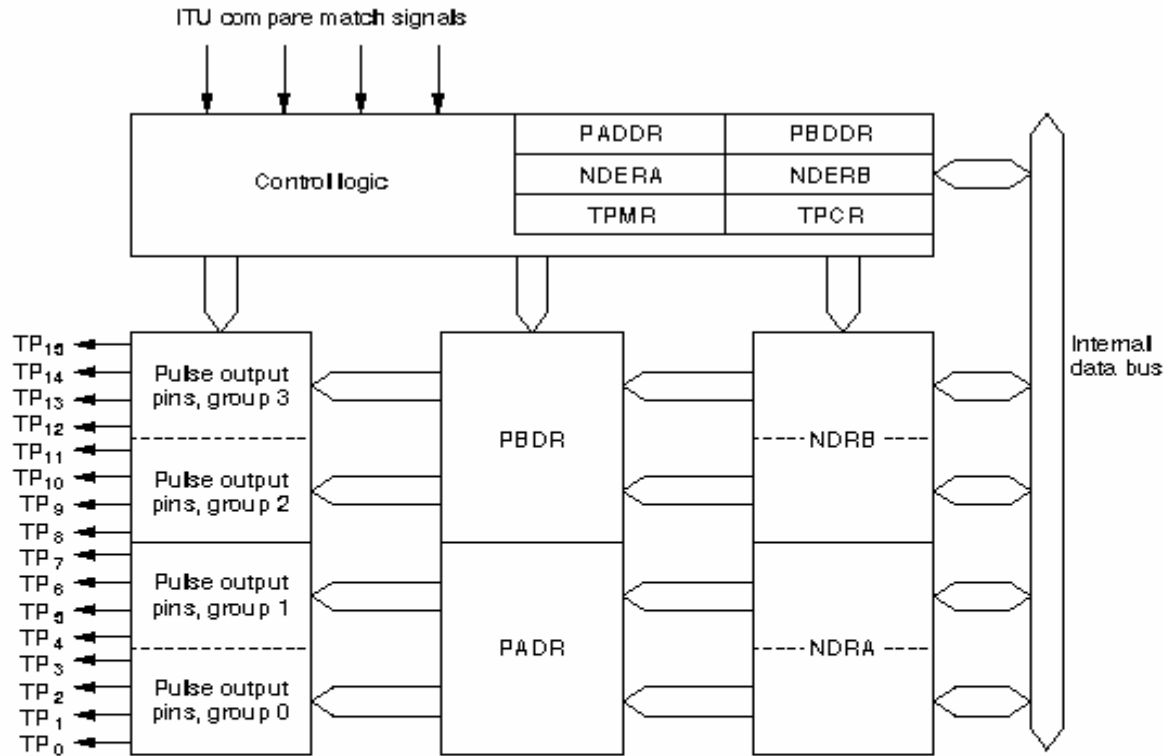 ITU compare match signals
Control logic
PADDR
PBDDR
NDERA
NDERB
TPMR
TPCR
Internal
data bus
TP15
TP14
TP13
TP12
TP11
TP10
TP9
TP8
TP7
TP6
TP5
TP4
TP3
TP2
TP1
TP0
Pulse output
pins, group 3
Pulse output
pins, group 2
Pulse output
pins, group 1
Pulse output
pins, group 0
PBDR
PADR
NDRB
NDRA